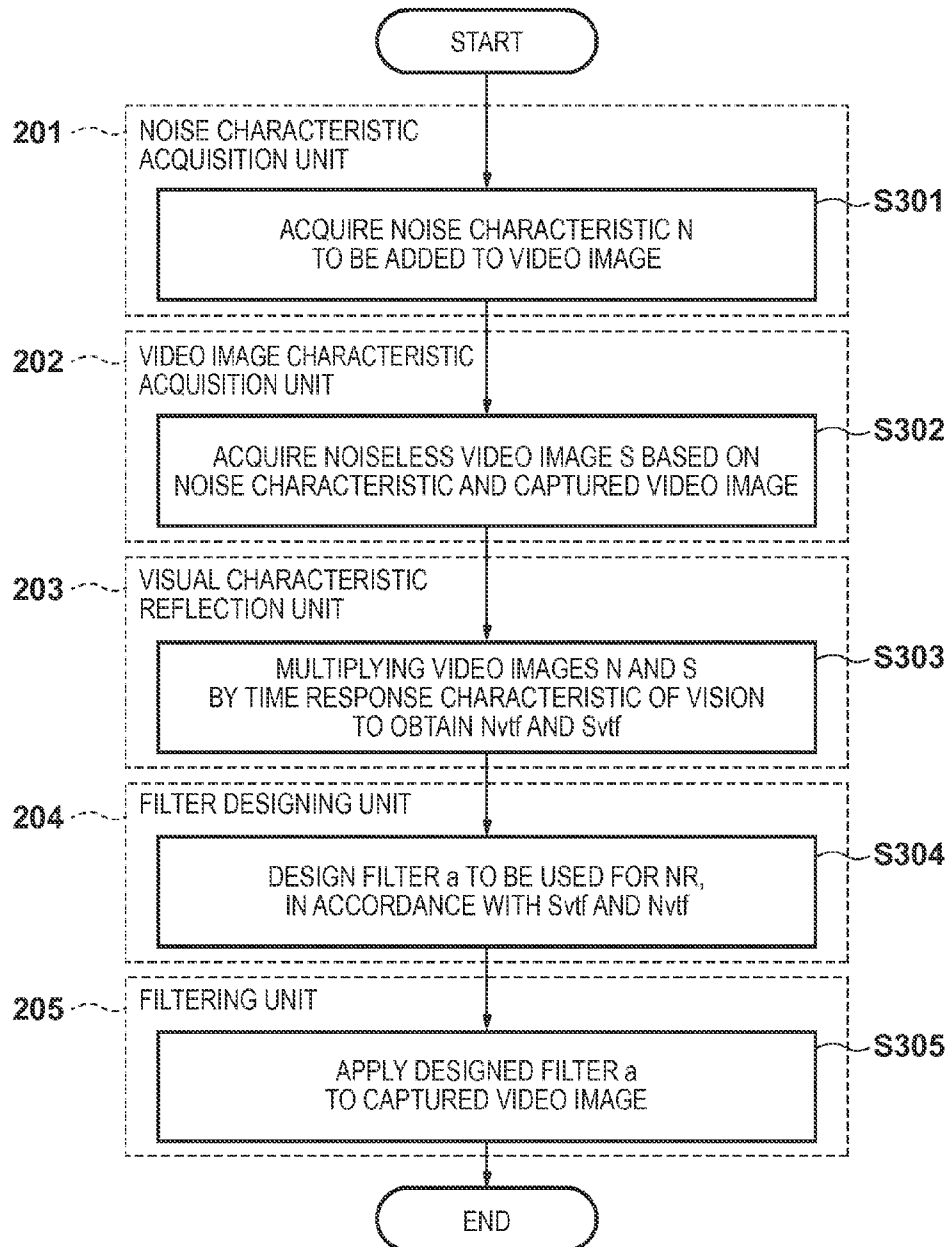 START
201
NOISE CHARACTERISTIC
ACQUISITION UNIT
S301
ACQUIRE NOISE CHARACTERISTIC N
TO BE ADDED TO VIDEO IMAGE
202
VIDEO IMAGE CHARACTERISTIC
ACQUISITION UNIT
S302
ACQUIRE NOISELESS VIDEO IMAGE S BASED ON
NOISE CHARACTERISTIC AND CAPTURED VIDEO IMAGE
203
VISUAL CHARACTERISTIC
REFLECTION UNIT
S303
MULTIPLYING VIDEO IMAGES N AND S
BY TIME RESPONSE CHARACTERISTIC OF VISION
TO OBTAIN Nvtf AND Svtf
204
FILTER DESIGNING UNIT
S304
DESIGN FILTER a TO BE USED FOR NR,
IN ACCORDANCE WITH Svtf AND Nvtf
205
FILTERING UNIT
S305
APPLY DESIGNED FILTER a
TO CAPTURED VIDEO IMAGE
END